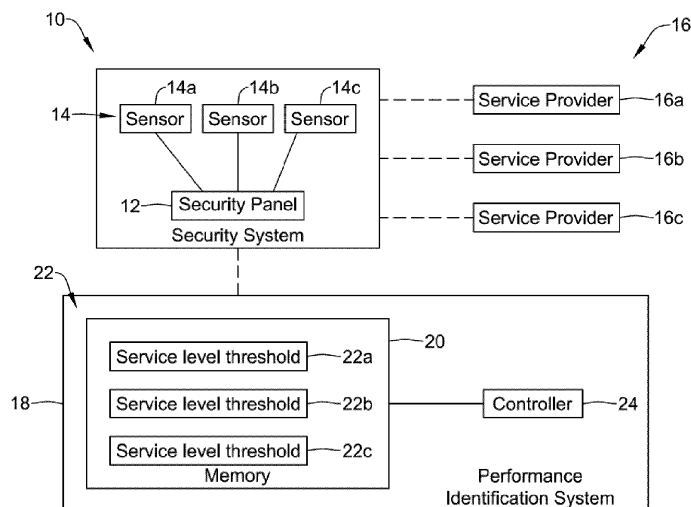 10
16
14a 14b 14c
14 Sensor Sensor Sensor
Service Provider 16a
Service Provider 16b
12 Security Panel
Service Provider 16c
Security System
22
Service level threshold 22a
20
18 Service level threshold 22b
Controller 24
Service level threshold 22c
Memory
Performance
Identification System